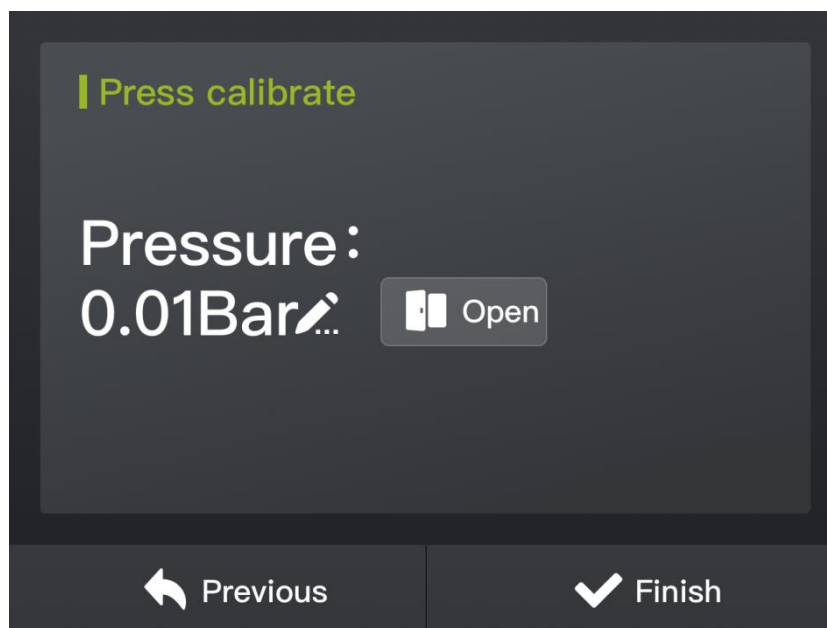 Press calibrate
Pressure:
0.01Bar
Open
Previous
Finish